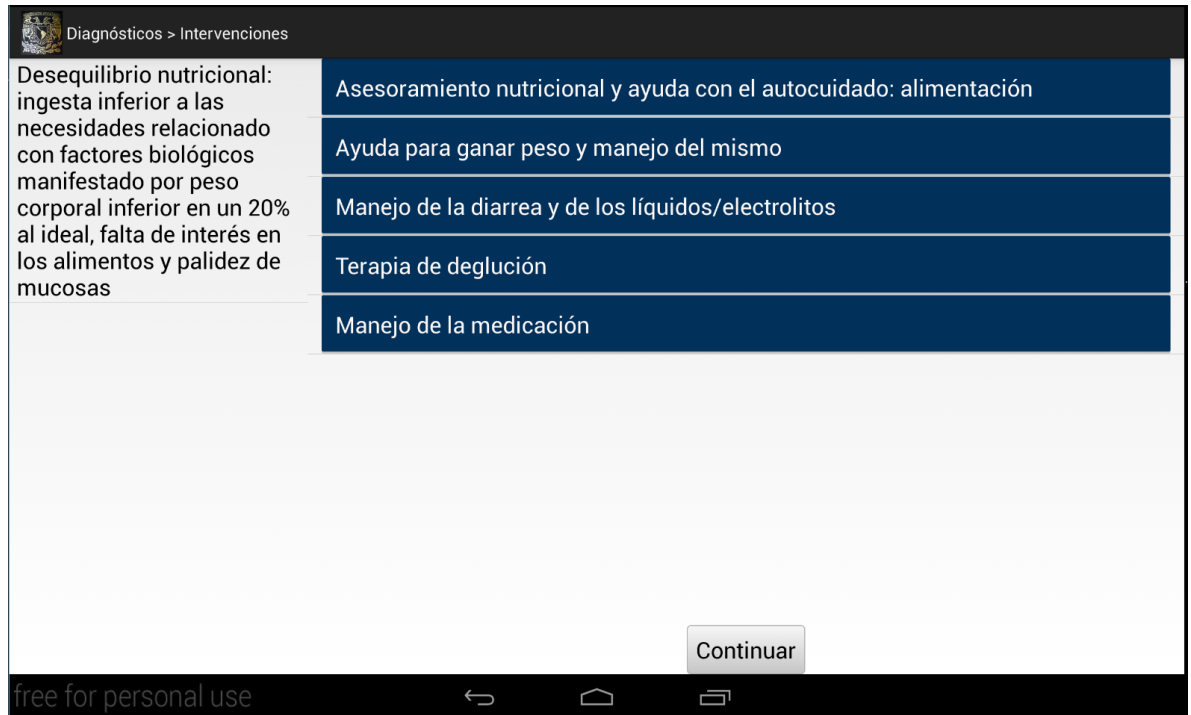 Diagnósticos > Intervenciones
Desequilibrio nutricional:
ingesta inferior a las
necesidades relacionado
con factores biológicos
manifestado por peso
corporal inferior en un 20%
al ideal, falta de interés en
los alimentos y palidez de
mucosas
Asesoramiento nutricional y ayuda con el autocuidado: alimentación
Ayuda para ganar peso y manejo del mismo
Manejo de la diarrea y de los líquidos/electrolitos
Terapia de deglución
Manejo de la medicación
Continuar
free for personal use